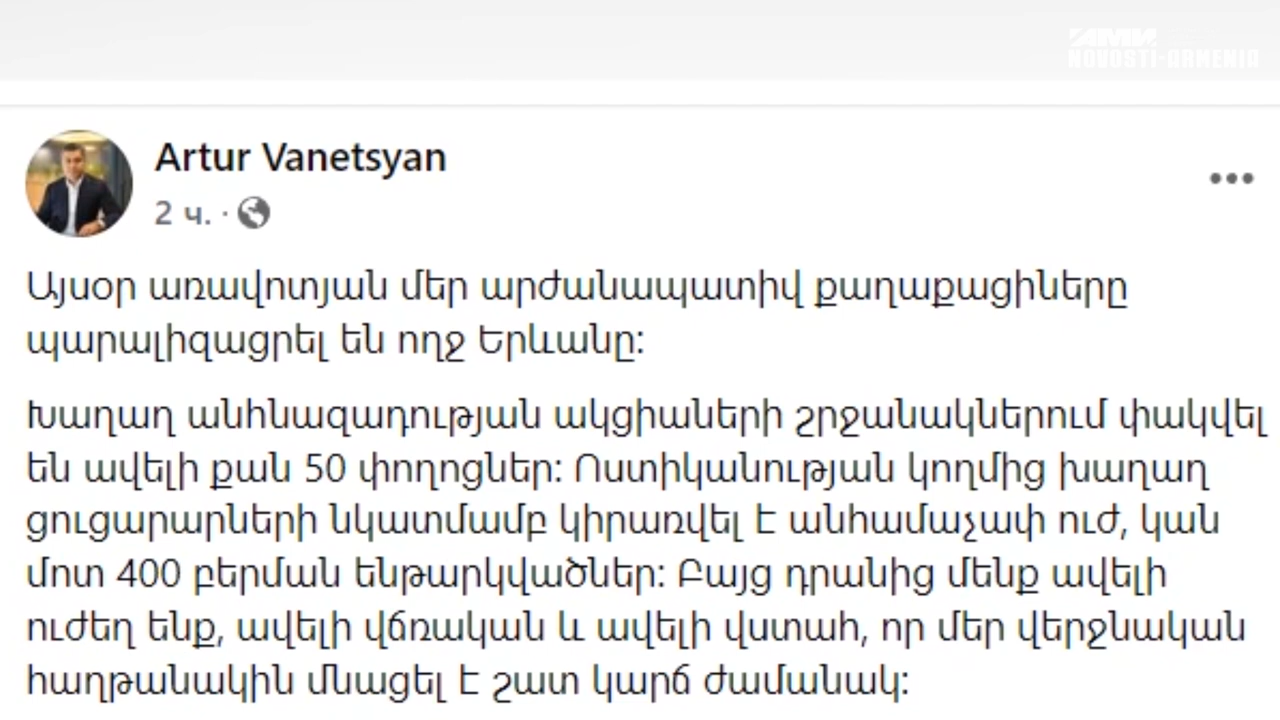 АМИ
NOVOSTI-ARMENIA
Artur Vanetsyan
2 ч. ·
Այսօր առավոտյան մեր արժանապատիվ քաղաքացիները
պարալիզացրել են ողջ Երևանը:
Խաղաղ անհնազադության ակցիաների շրջանակներում փակվել
են ավելի քան 50 փողոցներ: Ոստիկանության կողմից խաղաղ
ցուցարարների նկատմամբ կիրառվել է անհամաչափ ուժ, կան
մոտ 400 բերման ենթարկվածներ: Բայց դրանից մենք ավելի
ուժեղ ենք, ավելի վճռական և ավելի վստահ, որ մեր վերջնական
հաղթանակին մնացել է շատ կարճ ժամանակ: